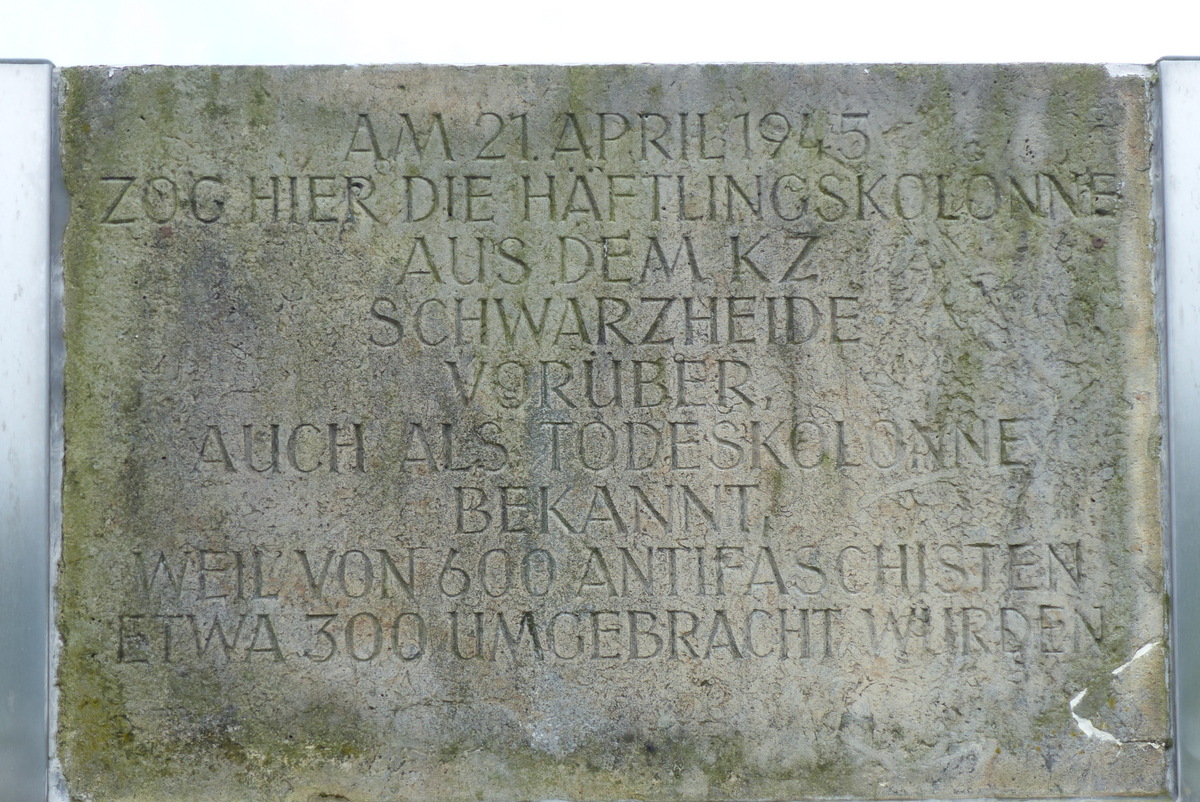 AM 21. APRIL 1945
ZOG HIER DIE HÄFTLINGSKOLONNE
AUS DEM KZ
SCHWARZHEIDE
VORÜBER,
AUCH ALS TODESKOLONNE
BEKANNT,
WEIL VON 600 ANTIFASCHISTEN
ETWA 300 UMGEBRACHT WURDEN